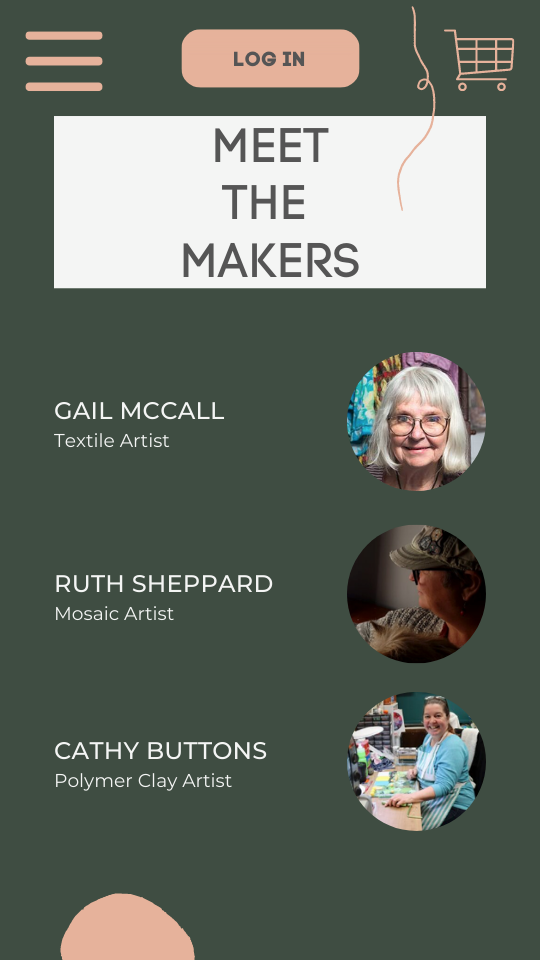 LOG IN
MEET
THE
MAKERS
GAIL MCCALL
Textile Artist
RUTH SHEPPARD
Mosaic Artist
CATHY BUTTONS
Polymer Clay Artist